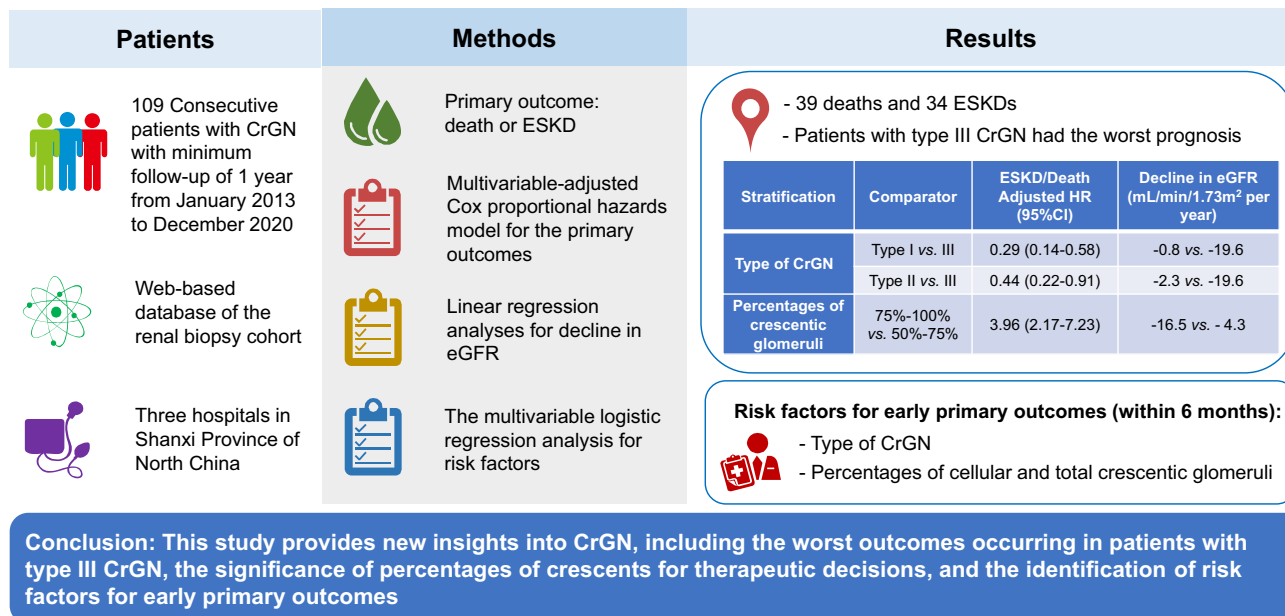 Patients
109 Consecutive
patients with CrGN
with minimum
follow-up of 1 year
from January 2013
to December 2020
Web-based
database of the
renal biopsy cohort
Three hospitals in
Shanxi Province of
North China
Methods
Primary outcome:
death or ESKD
Multivariable-adjusted
Cox proportional hazards
model for the primary
outcomes
Linear regression
analyses for decline in
eGFR
The multivariable logistic
regression analysis for
risk factors
Results
- 39 deaths and 34 ESKDs
- Patients with type III CrGN had the worst prognosis
Stratification Comparator ESKD/Death Adjusted HR (95%CI) Decline in eGFR (mL/min/1.73m² per year)
Type of CrGN Type I vs. III 0.29 (0.14-0.58) -0.8 vs. -19.6
Type II vs. III 0.44 (0.22-0.91) -2.3 vs. -19.6
Percentages of crescentic glomeruli 75%-100% vs. 50%-75% 3.96 (2.17-7.23) -16.5 vs. - 4.3
Risk factors for early primary outcomes (within 6 months):
- Type of CrGN
- Percentages of cellular and total crescentic glomeruli
Conclusion: This study provides new insights into CrGN, including the worst outcomes occurring in patients with
type III CrGN, the significance of percentages of crescents for therapeutic decisions, and the identification of risk
factors for early primary outcomes